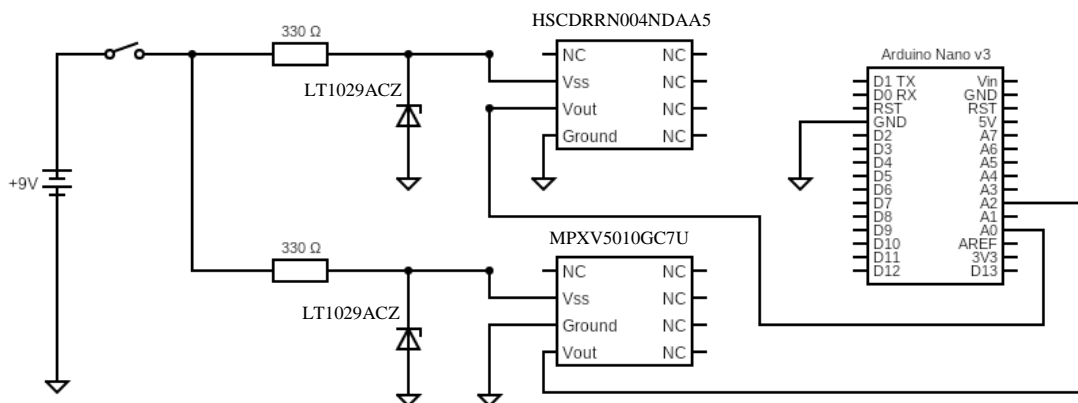 HSCDRRN004NDAA5
330 Ω
NC NC
Vss NC
Vout NC
Ground NC
LT1029ACZ
Arduino Nano v3
D1 TX Vin
D0 RX GND
RST RST
GND 5V
D2 A7
D3 A6
D4 A5
D5 A4
D6 A3
D7 A2
D8 A1
D9 A0
D10 AREF
D11 3V3
D12 D13
+9V
MPXV5010GC7U
330 Ω
NC NC
Vss NC
Ground NC
Vout NC
LT1029ACZ